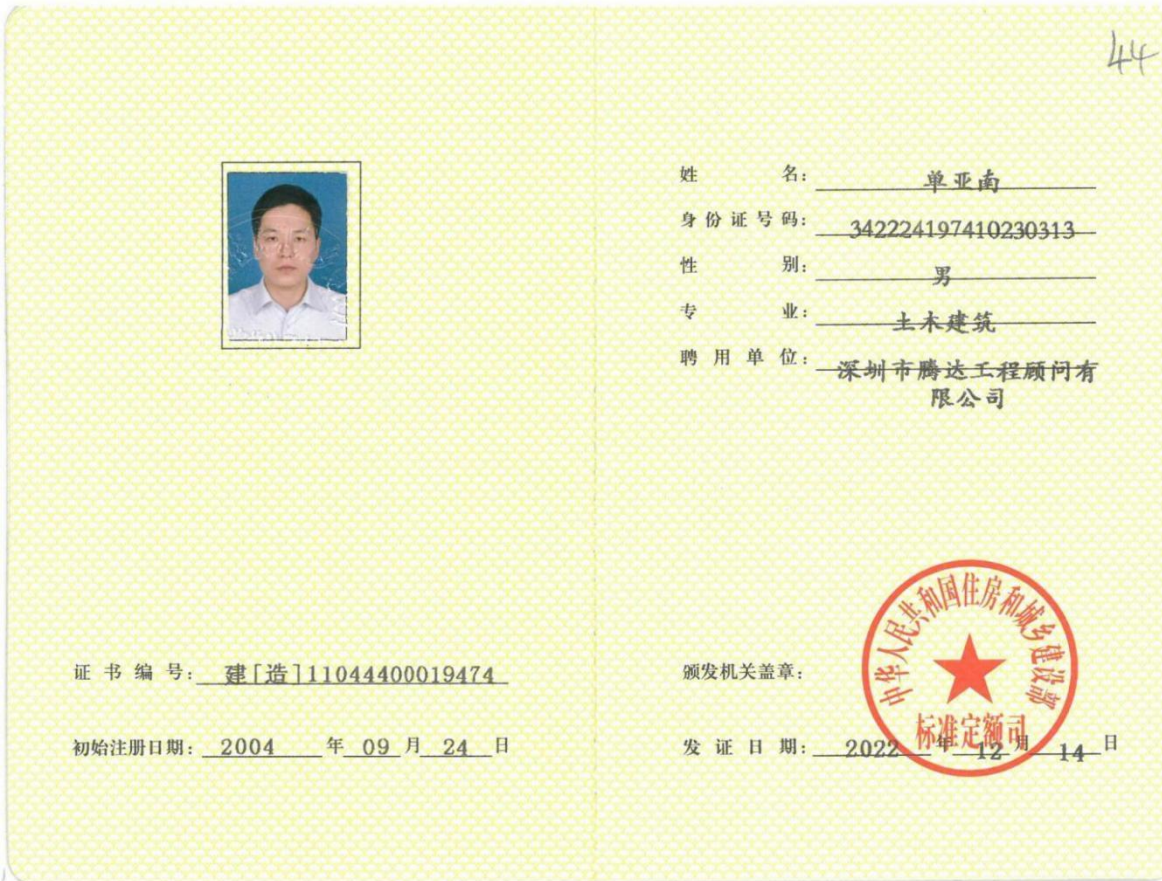 44
姓名：单亚南
身份证号码：342224197410230313
性别：男
专业：土木建筑
聘用单位：深圳市腾达工程顾问有
限公司
证书编号：建[造]11044400019474
初始注册日期：2004年09月24日
颁发机关盖章：
中华人民共和国住房和城乡建设部
标准定额司
发证日期：2022年12月14日